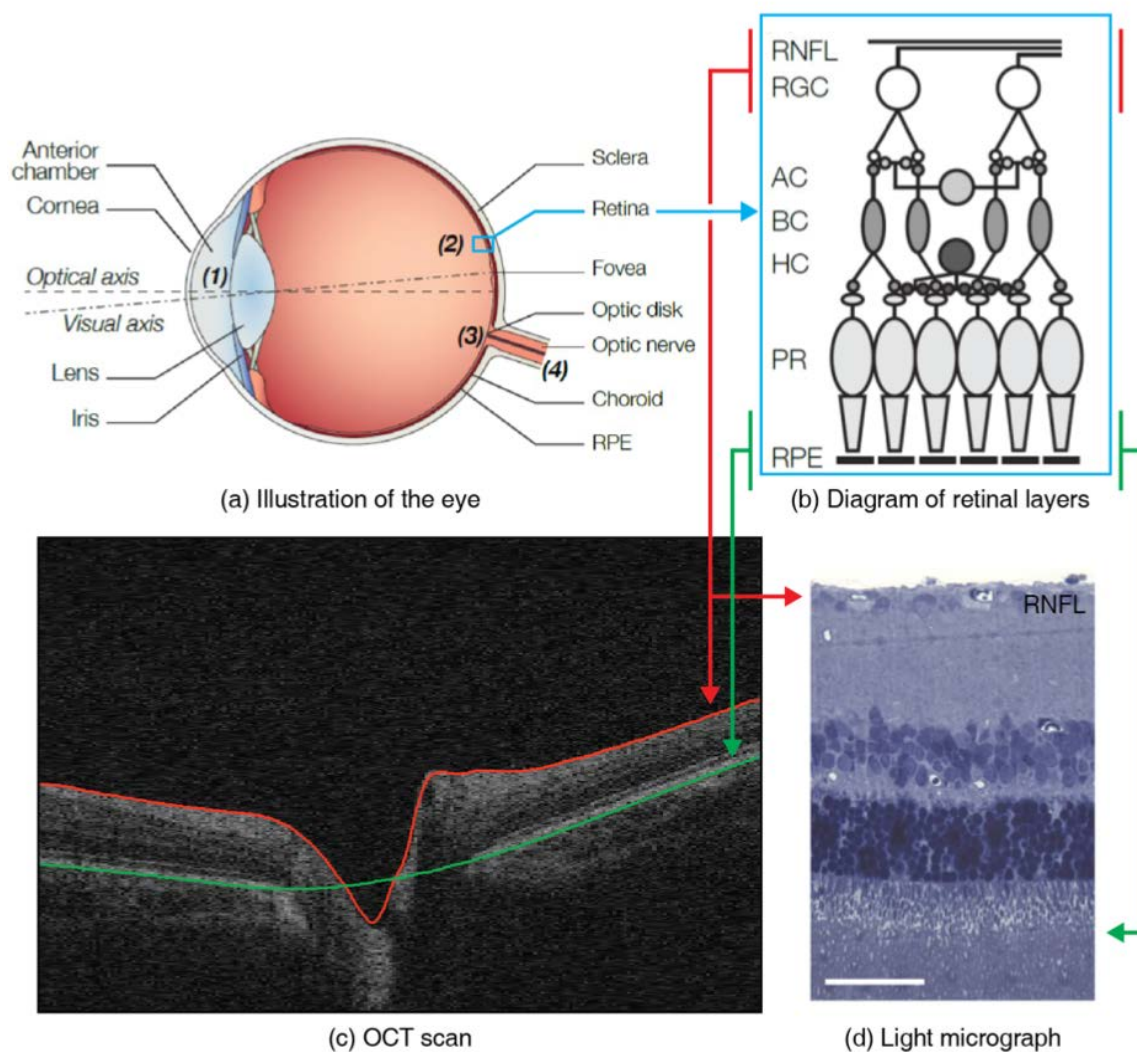 Anterior
chamber
Cornea
Optical axis
Visual axis
Lens
Iris
(1)
(2)
(3)
(4)
Sclera
Retina
Fovea
Optic disk
Optic nerve
Choroid
RPE
(a) Illustration of the eye
RNFL
RGC
AC
BC
HC
PR
RPE
(b) Diagram of retinal layers
(c) OCT scan
RNFL
(d) Light micrograph